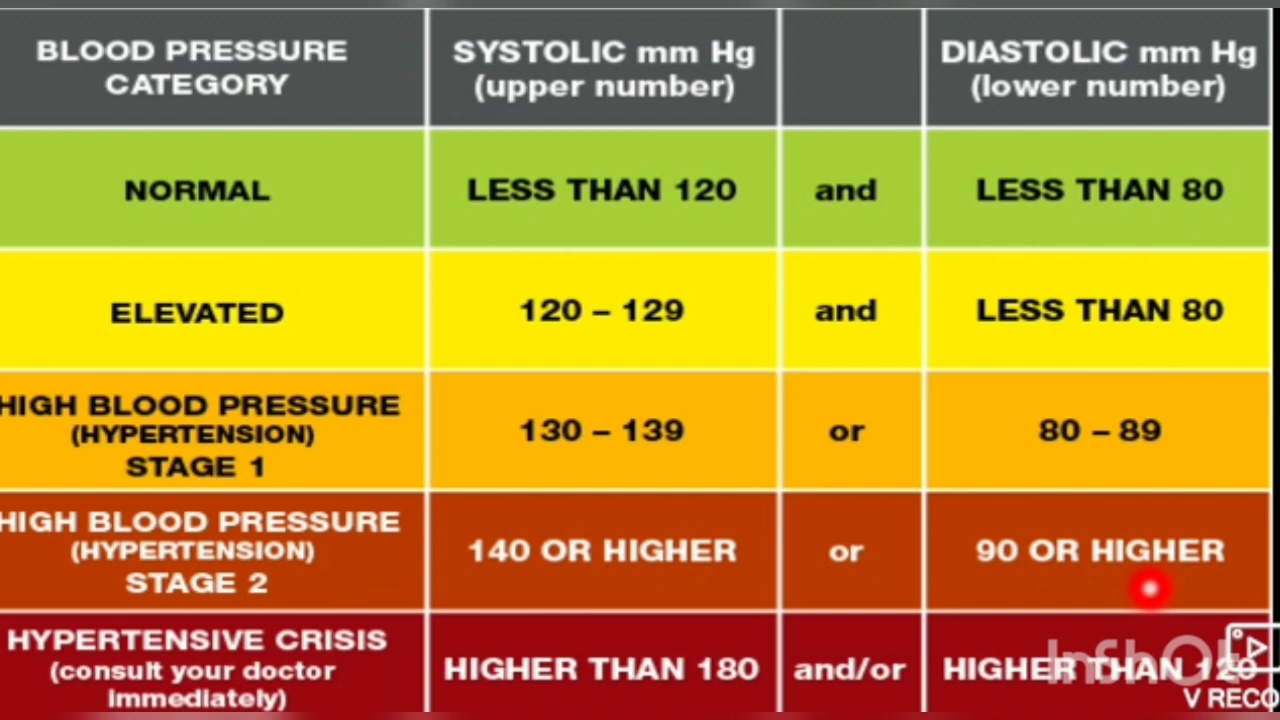 BLOOD PRESSURE CATEGORY
SYSTOLIC mm Hg (upper number)
DIASTOLIC mm Hg (lower number)
NORMAL
LESS THAN 120
and
LESS THAN 80
ELEVATED
120 – 129
and
LESS THAN 80
HIGH BLOOD PRESSURE
(HYPERTENSION)
STAGE 1
130 – 139
or
80 – 89
HIGH BLOOD PRESSURE
(HYPERTENSION)
STAGE 2
140 OR HIGHER
or
90 OR HIGHER
HYPERTENSIVE CRISIS
(consult your doctor
immediately)
HIGHER THAN 180
and/or
HIGHER THAN 120
InShOt
V RECO